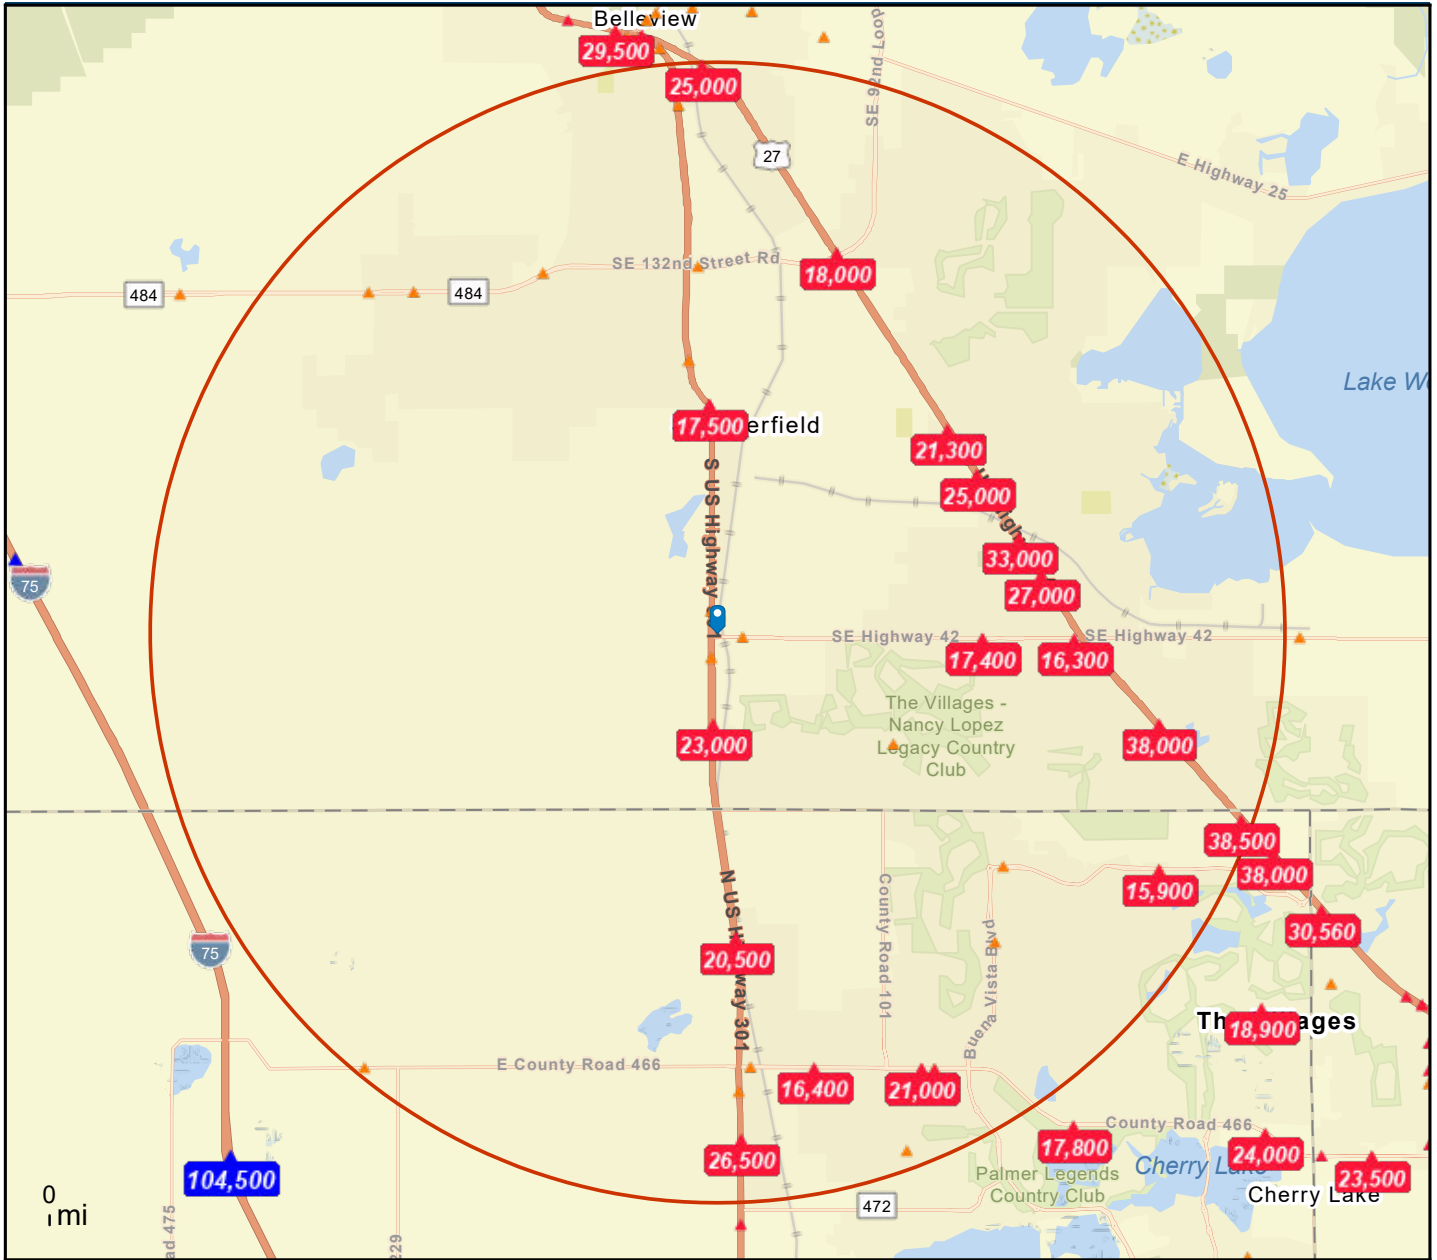 Belleview
29,500
25,000
SE 92nd Loop
27
E Highway 25
SE 132nd Street Rd
18,000
484
484
Lake W
17,500
erfield
21,300
S US Highway
25,000
33,000
27,000
75
SE Highway 42
SE Highway 42
17,400
16,300
The Villages -
Nancy Lopez
Legacy Country
Club
23,000
38,000
38,500
38,000
15,900
County Road 101
N US
way 301
30,560
Buena Vista Blvd
75
20,500
18,900
E County Road 466
16,400
21,000
County Road 466
17,800
24,000
23,500
26,500
Palmer Legends
Country Club
Cherry Lake
Cherry Lake
104,500
472
0
mi
ad 475
229